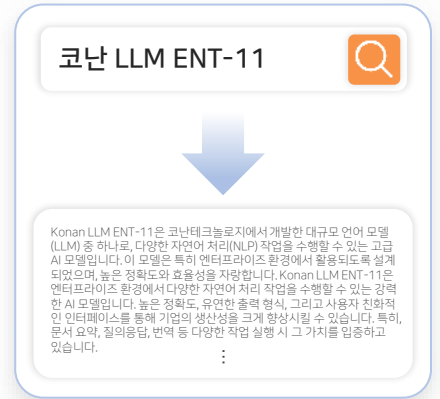 코난 LLM ENT-11
Konan LLM ENT-11은 코난테크놀로지에서 개발한 대규모 언어 모델
(LLM) 중 하나로, 다양한 자연어 처리(NLP) 작업을 수행할 수 있는 고급
AI 모델입니다. 이 모델은 특히 엔터프라이즈 환경에서 활용되도록 설계
되었으며, 높은 정확도와 효율성을 자랑합니다. Konan LLM ENT-11은
엔터프라이즈 환경에서 다양한 자연어 처리 작업을 수행할 수 있는 강력
한 AI 모델입니다. 높은 정확도, 유연한 출력 형식, 그리고 사용자 친화적
인 인터페이스를 통해 기업의 생산성을 크게 향상시킬 수 있습니다. 특히,
문서 요약, 질의응답, 번역 등 다양한 작업 실행 시 그 가치를 입증하고
있습니다.
⋮